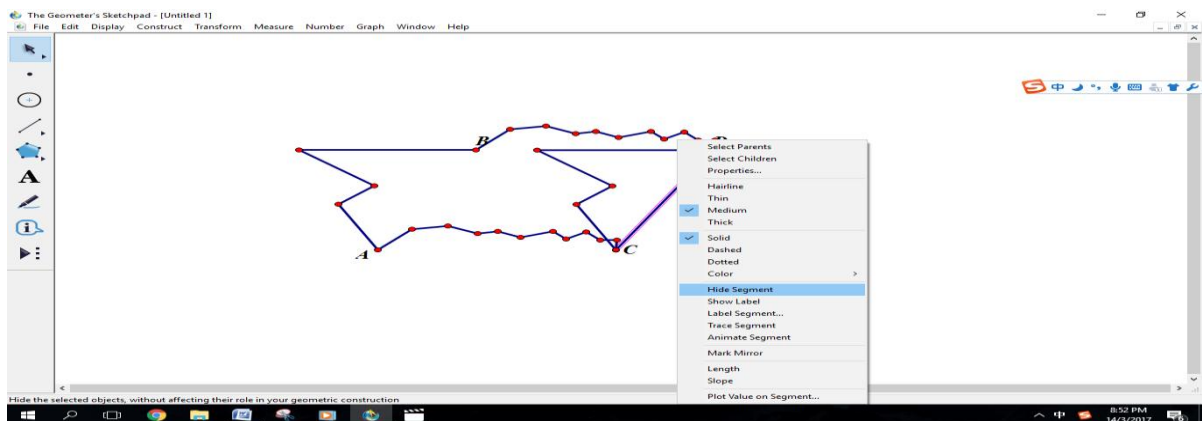 The Geometer's Sketchpad - [Untitled 1]
File Edit Display Construct Transform Measure Number Graph Window Help
中
A
B
A
C
Select Parents
Select Children
Properties...
Hairline
Thin
Medium
Thick
Solid
Dashed
Dotted
Color
Hide Segment
Show Label
Label Segment...
Trace Segment
Animate Segment
Mark Mirror
Length
Slope
Plot Value on Segment...
Hide the selected objects, without affecting their role in your geometric construction
中
8:52 PM
14/3/2017